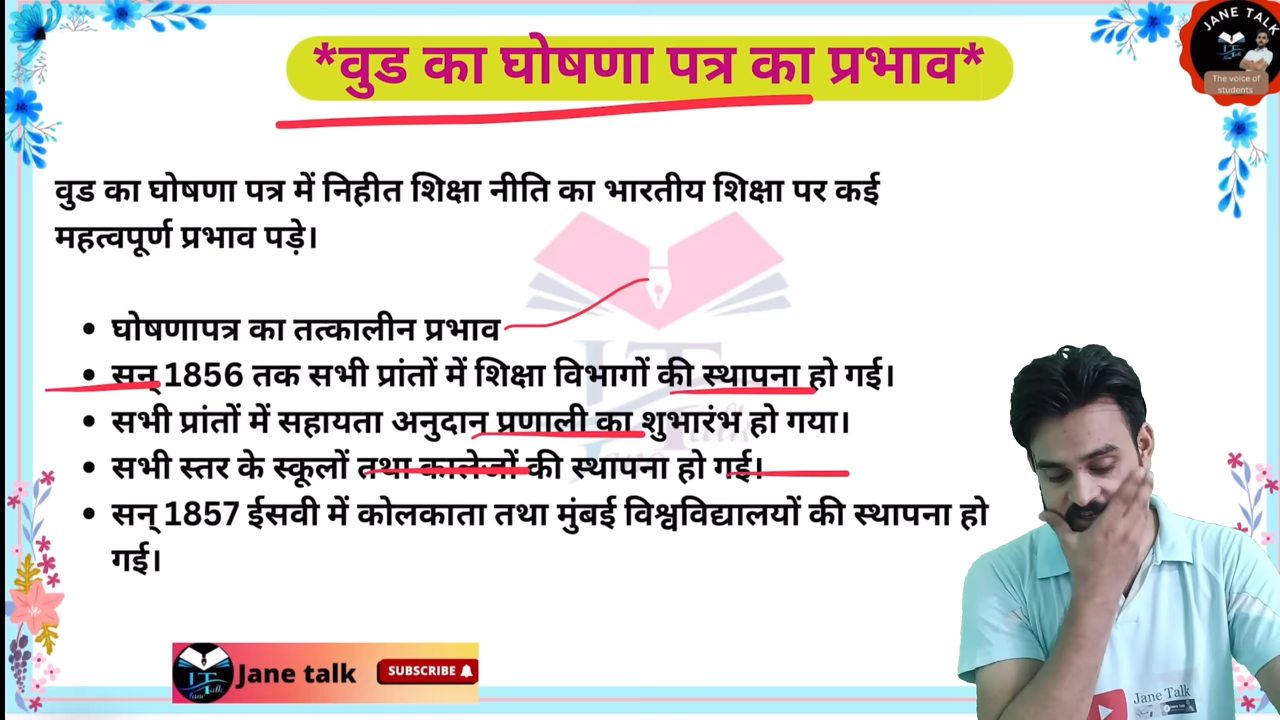 *वुड का घोषणा पत्र का प्रभाव*
JANE TALK
The voice of
students
वुड का घोषणा पत्र में निहीत शिक्षा नीति का भारतीय शिक्षा पर कई
महत्वपूर्ण प्रभाव पड़े।
• घोषणापत्र का तत्कालीन प्रभाव
• सन् 1856 तक सभी प्रांतों में शिक्षा विभागों की स्थापना हो गई।
• सभी प्रांतों में सहायता अनुदान प्रणाली का शुभारंभ हो गया।
• सभी स्तर के स्कूलों तथा कालेजों की स्थापना हो गई।
• सन् 1857 ईसवी में कोलकाता तथा मुंबई विश्वविद्यालयों की स्थापना हो
गई।
Jane talk
SUBSCRIBE
Jane Talk